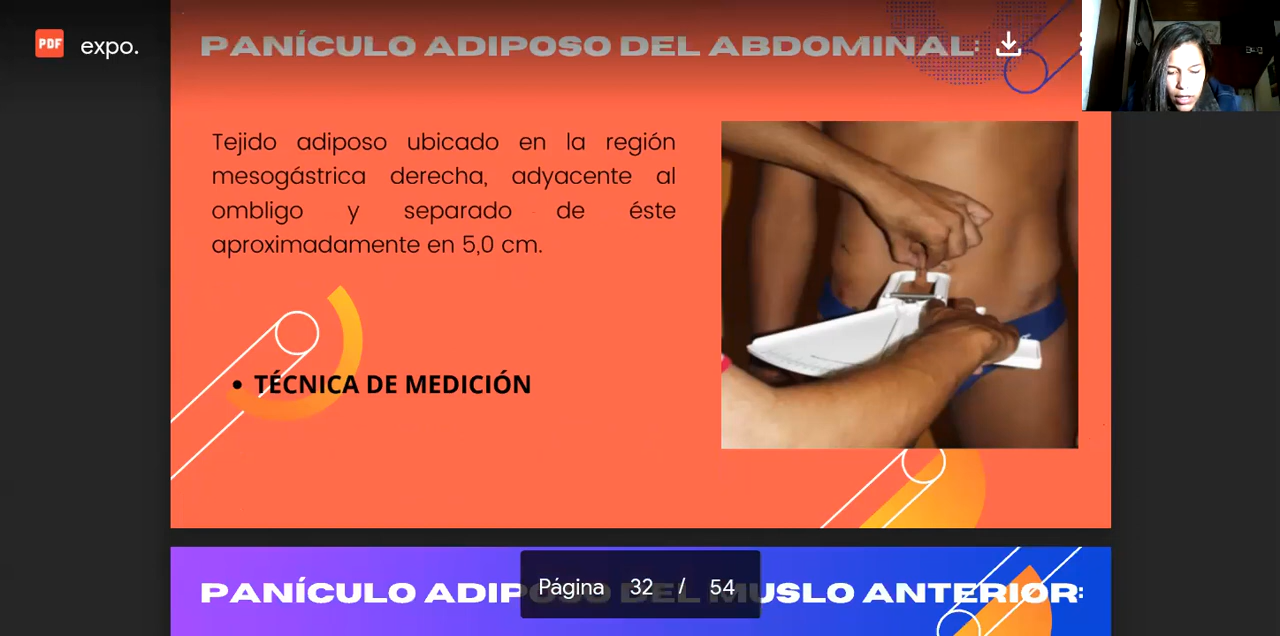 PDF expo.
PANÍCULO ADIPOSO DEL ABDOMINAL:
Tejido adiposo ubicado en la región
mesogástrica derecha, adyacente al
ombligo y separado de éste
aproximadamente en 5,0 cm.
• TÉCNICA DE MEDICIÓN
PANÍCULO ADIPOSO DEL MUSLO ANTERIOR:
Página 32 / 54